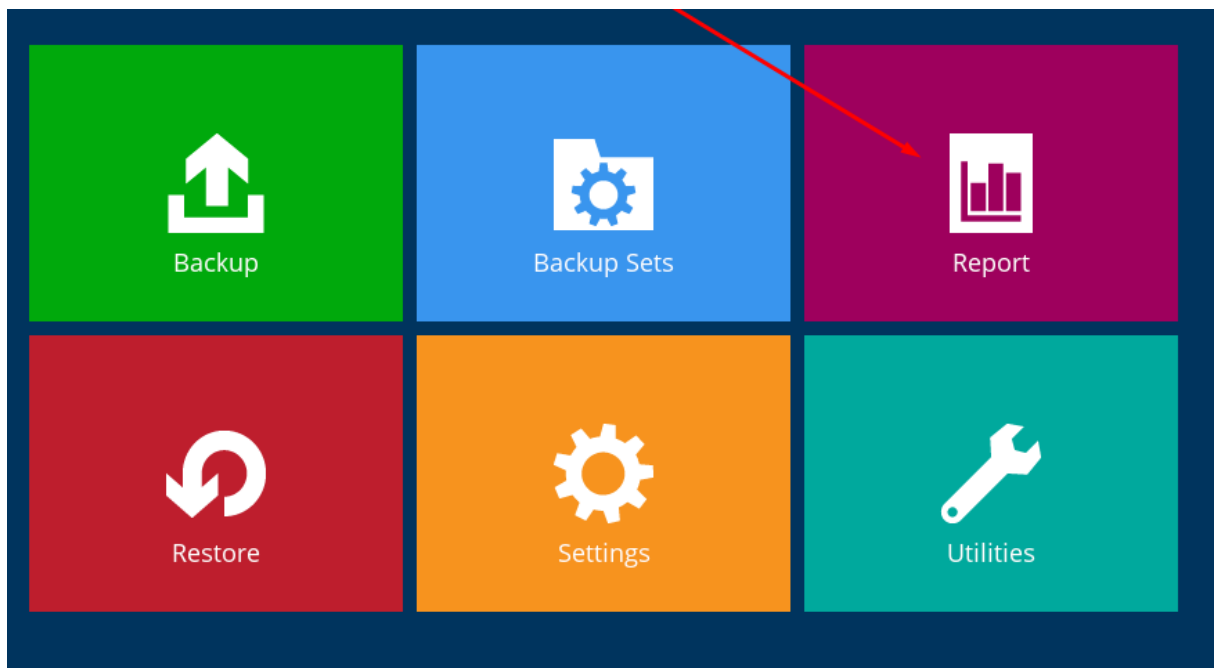 Backup
Backup Sets
Report
Restore
Settings
Utilities